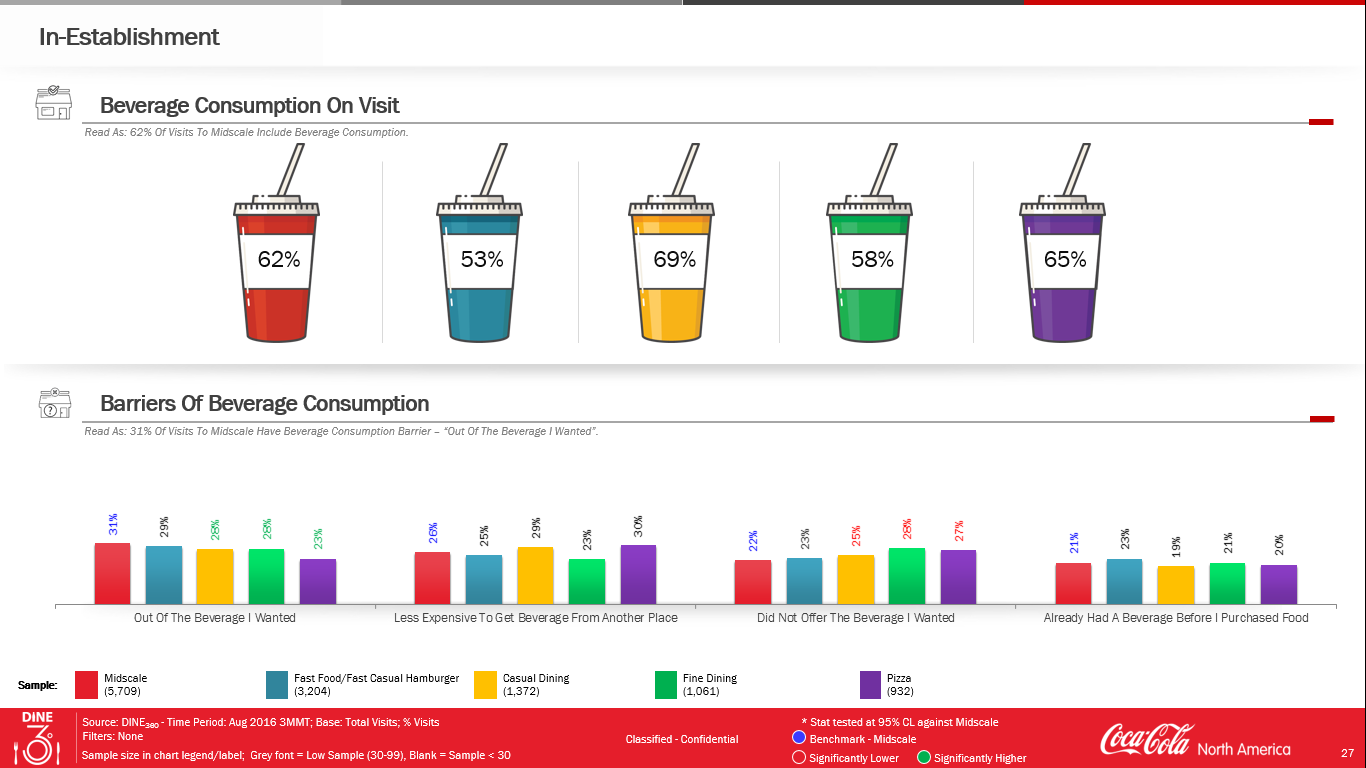 In-Establishment
Beverage Consumption On Visit
Read As: 62% Of Visits To Midscale Include Beverage Consumption.
62%
53%
69%
58%
65%
Barriers Of Beverage Consumption
Read As: 31% Of Visits To Midscale Have Beverage Consumption Barrier – “Out Of The Beverage I Wanted”.
31%
29%
28%
28%
23%
26%
25%
29%
23%
30%
22%
23%
25%
28%
27%
21%
23%
19%
21%
20%
Out Of The Beverage I Wanted
Less Expensive To Get Beverage From Another Place
Did Not Offer The Beverage I Wanted
Already Had A Beverage Before I Purchased Food
Sample:
Midscale
(5,709)
Fast Food/Fast Casual Hamburger
(3,204)
Casual Dining
(1,372)
Fine Dining
(1,061)
Pizza
(932)
DINE
3
Source: DINE360 - Time Period: Aug 2016 3MMT; Base: Total Visits; % Visits
Filters: None
Sample size in chart legend/label; Grey font = Low Sample (30-99), Blank = Sample < 30
Classified - Confidential
* Stat tested at 95% CL against Midscale
Benchmark - Midscale
Significantly Lower
Significantly Higher
Coca-Cola North America
27